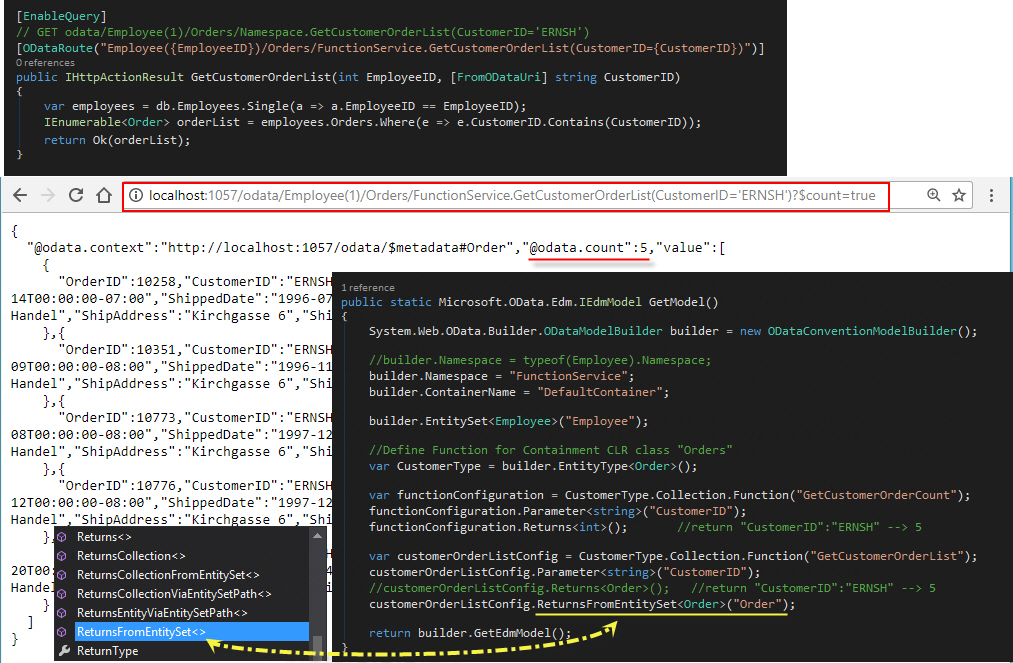 [EnableQuery]
// GET odata/Employee(1)/Orders/Namespace.GetCustomerOrderList(CustomerID='ERNSH')
[ODataRoute("Employee({EmployeeID})/Orders/FunctionService.GetCustomerOrderList(CustomerID={CustomerID})")]
0 references
public IHttpActionResult GetCustomerOrderList(int EmployeeID, [FromODataUri] string CustomerID)
{
var employees = db.Employees.Single(a => a.EmployeeID == EmployeeID);
IEnumerable<Order> orderList = employees.Orders.Where(e => e.CustomerID.Contains(CustomerID));
return Ok(orderList);
}
localhost:1057/odata/Employee(1)/Orders/FunctionService.GetCustomerOrderList(CustomerID='ERNSH')?$count=true
{
"@odata.context":"http://localhost:1057/odata/$metadata#Order","@odata.count":5,"value":[
{
"OrderID":10258,"CustomerID":"ERNSH
14T00:00:00-07:00","ShippedDate":"1996-07
Handel","ShipAddress":"Kirchgasse 6","Shi
},{
"OrderID":10351,"CustomerID":"ERNSH
09T00:00:00-08:00","ShippedDate":"1996-11
Handel","ShipAddress":"Kirchgasse 6","Shi
},{
"OrderID":10773,"CustomerID":"ERNSH
08T00:00:00-08:00","ShippedDate":"1997-12
Handel","ShipAddress":"Kirchgasse 6","Shi
},{
"OrderID":10776,"CustomerID":"ERNSH
12T00:00:00-08:00","ShippedDate":"1997-12
Handel","ShipAddress":"Kirchgasse 6","Shi
},
20T00:
Handel
}
]
}
1 reference
public static Microsoft.OData.Edm.IEdmModel GetModel()
{
System.Web.OData.Builder.ODataModelBuilder builder = new ODataConventionModelBuilder();
//builder.Namespace = typeof(Employee).Namespace;
builder.Namespace = "FunctionService";
builder.ContainerName = "DefaultContainer";
builder.EntitySet<Employee>("Employee");
//Define Function for Containment CLR class "Orders"
var CustomerType = builder.EntityType<Order>();
var functionConfiguration = CustomerType.Collection.Function("GetCustomerOrderCount");
functionConfiguration.Parameter<string>("CustomerID");
functionConfiguration.Returns<int>(); //return "CustomerID":"ERNSH" --> 5
var customerOrderListConfig = CustomerType.Collection.Function("GetCustomerOrderList");
customerOrderListConfig.Parameter<string>("CustomerID");
//customerOrderListConfig.Returns<Order>(); //return "CustomerID":"ERNSH" --> 5
customerOrderListConfig.ReturnsFromEntitySet<Order>("Order");
return builder.GetEdmModel();
}
Returns<>
ReturnsCollection<>
ReturnsCollectionFromEntitySet<>
ReturnsCollectionViaEntitySetPath<>
ReturnsEntityViaEntitySetPath<>
ReturnsFromEntitySet<>
ReturnType